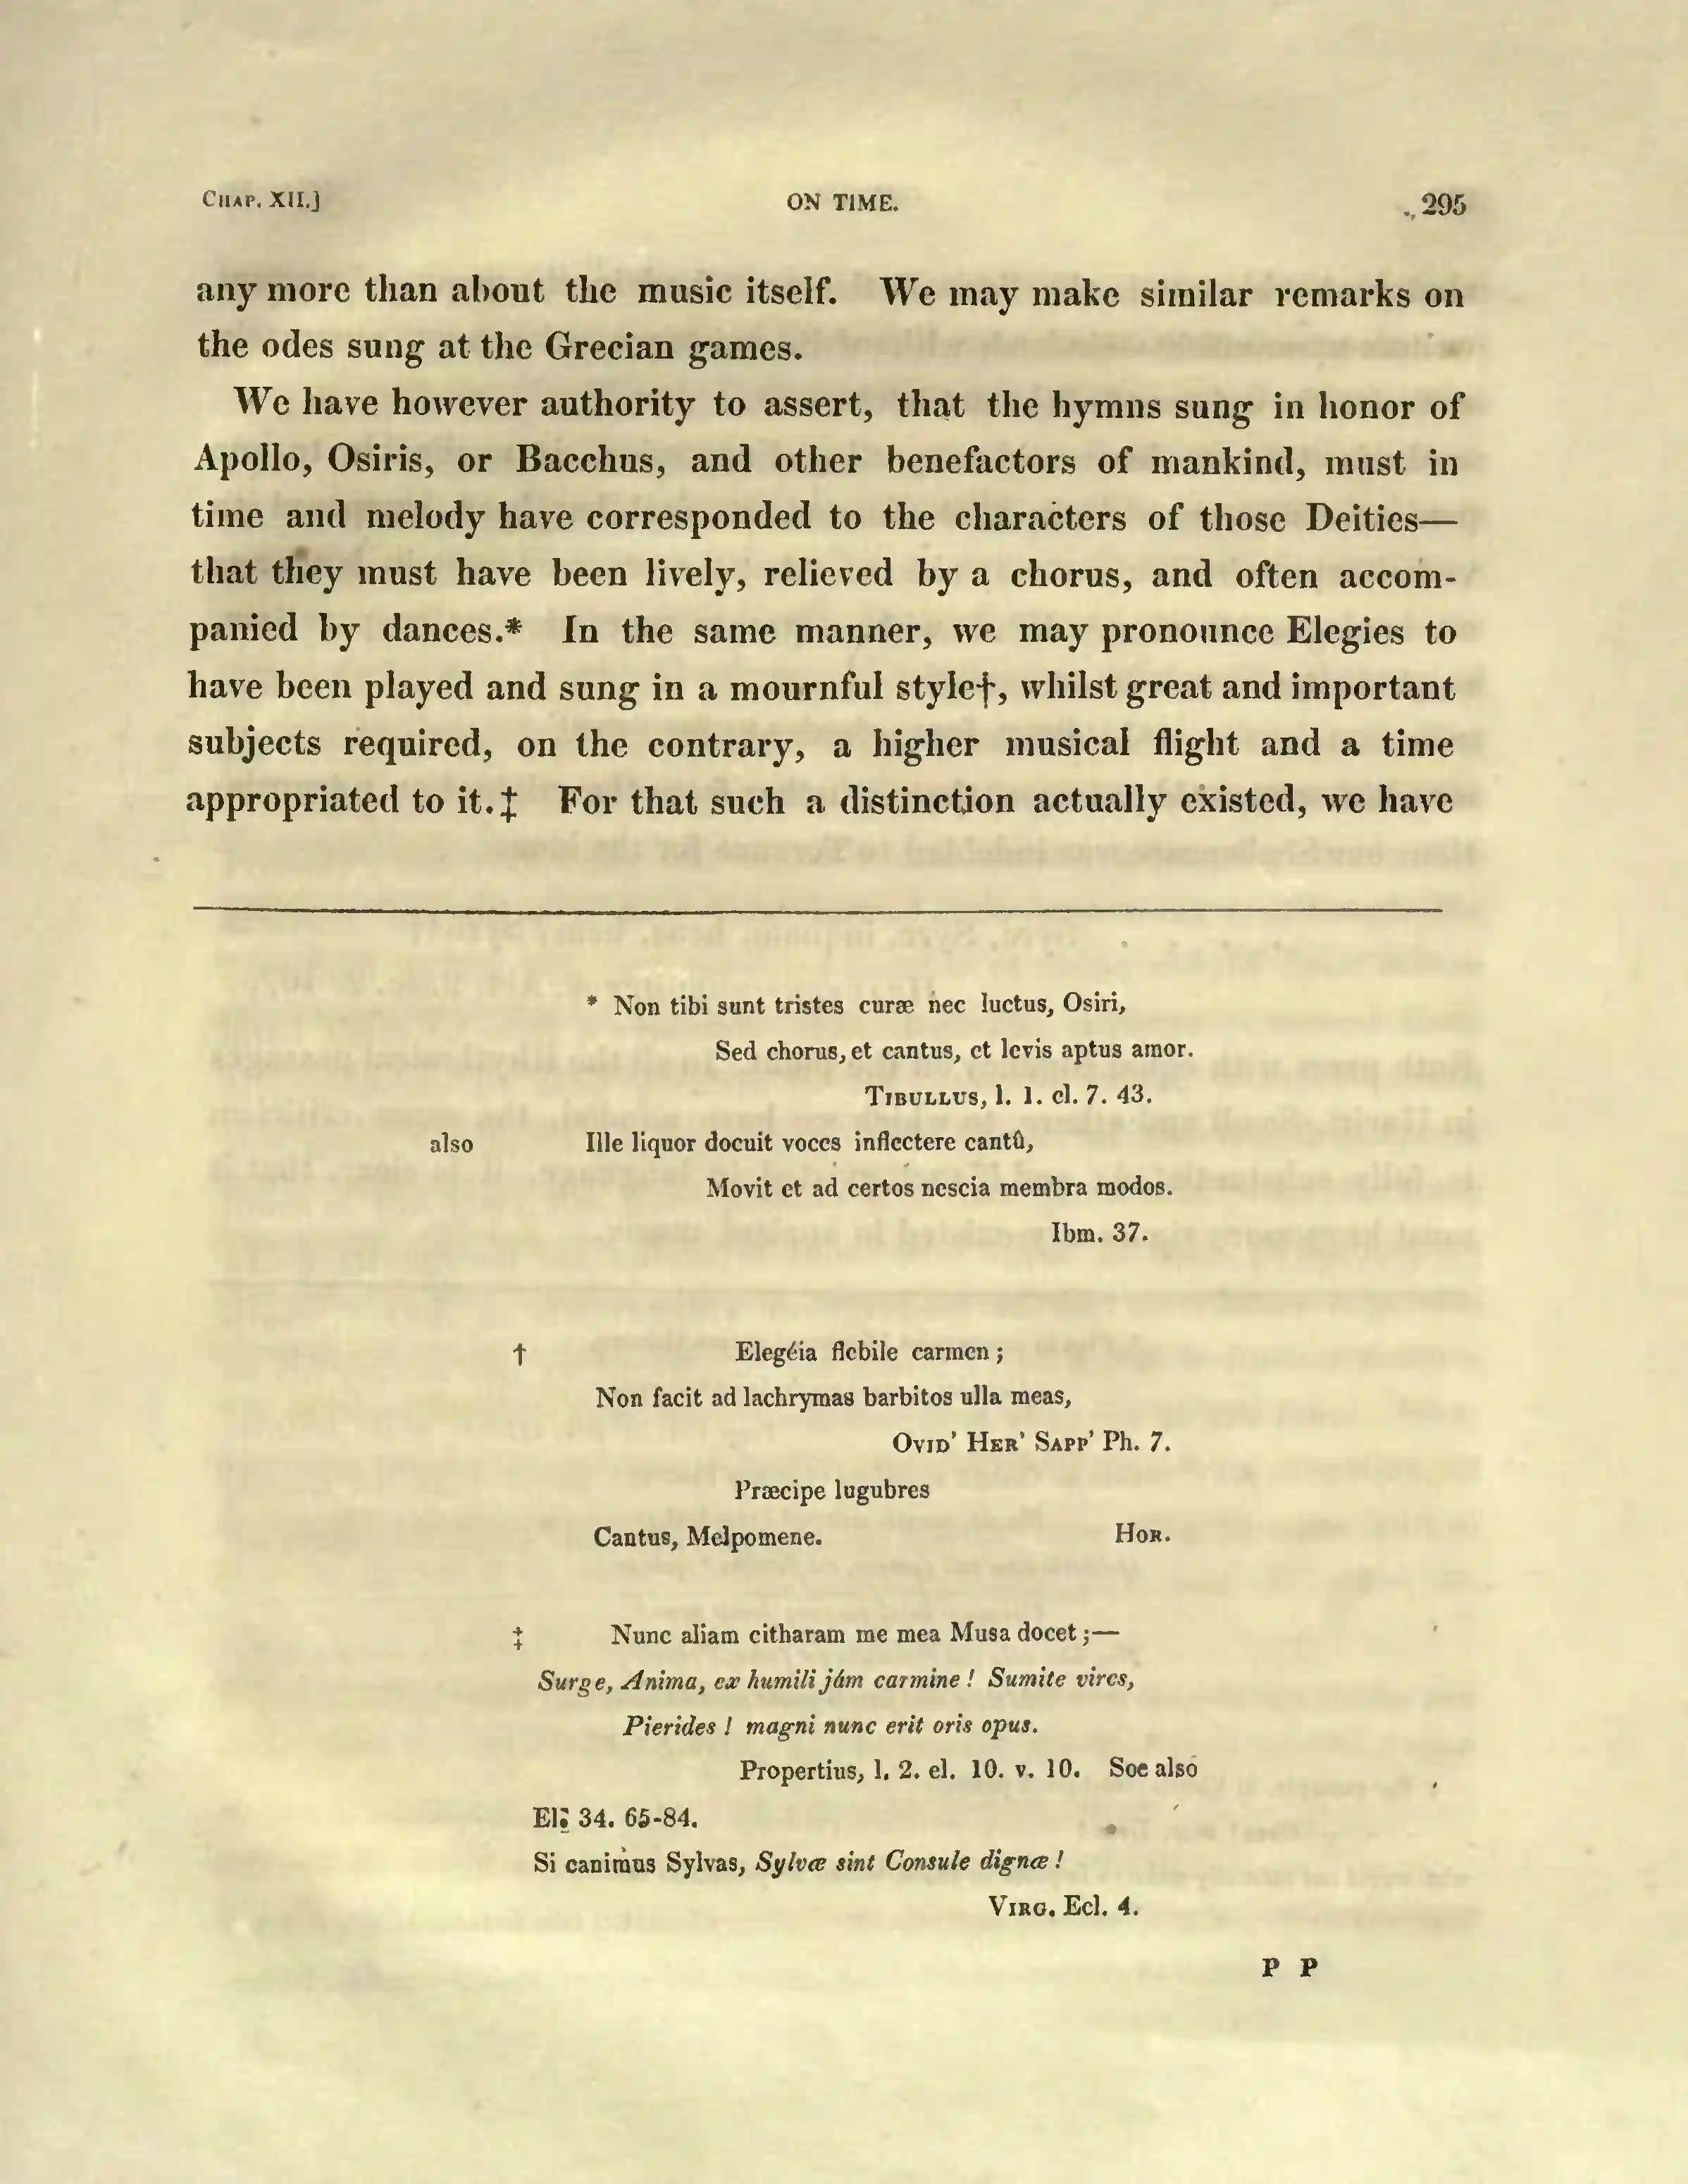 CHAP. XII.]
ON TIME.
295
any more than about the music itself. We may make similar remarks on
the odes sung at the Grecian games.
We have however authority to assert, that the hymns sung in honor of
Apollo, Osiris, or Bacchus, and other benefactors of mankind, must in
time and melody have corresponded to the characters of those Deities—
that they must have been lively, relieved by a chorus, and often accom-
panied by dances.* In the same manner, we may pronounce Elegies to
have been played and sung in a mournful style†, whilst great and important
subjects required, on the contrary, a higher musical flight and a time
appropriated to it.‡ For that such a distinction actually existed, we have
* Non tibi sunt tristes curæ nec luctus, Osiri,
Sed chorus, et cantus, et levis aptus amor.
TIBULLUS, l. 1. el. 7. 43.
also Ille liquor docuit voces inflectere cantû,
Movit et ad certos nescia membra modos.
Ibm. 37.
† Elegéia flebile carmen ;
Non facit ad lachrymas barbitos ulla meas,
OVID' HER' SAPP' Ph. 7.
Præcipe lugubres
Cantus, Melpomene. HOR.
‡ Nunc aliam citharam me mea Musa docet ;—
Surge, Anima, ex humili jám carmine ! Sumite vires,
Pierides ! magni nunc erit oris opus.
Propertius, l. 2. el. 10. v. 10. See also
El: 34. 65-84.
Si canimus Sylvas, Sylvæ sint Consule dignæ !
VIRG. Ecl. 4.
P P